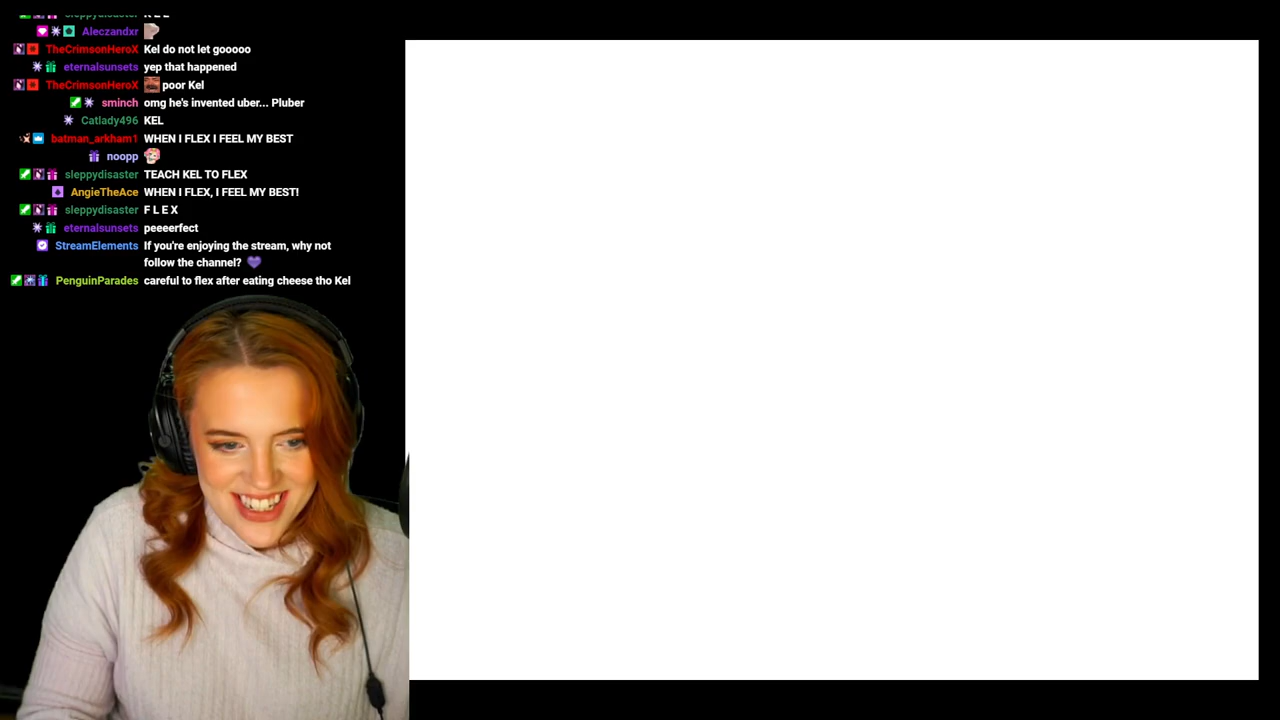 sleppydisaster K E L
Aleczandxr
TheCrimsonHeroX Kel do not let gooooo
eternalsunsets yep that happened
TheCrimsonHeroX poor Kel
sminch omg he's invented uber... Pluber
Catlady496 KEL
batman_arkham1 WHEN I FLEX I FEEL MY BEST
noopp
sleppydisaster TEACH KEL TO FLEX
AngieTheAce WHEN I FLEX, I FEEL MY BEST!
sleppydisaster F L E X
eternalsunsets peeeerfect
StreamElements If you're enjoying the stream, why not
follow the channel?
PenguinParades careful to flex after eating cheese tho Kel